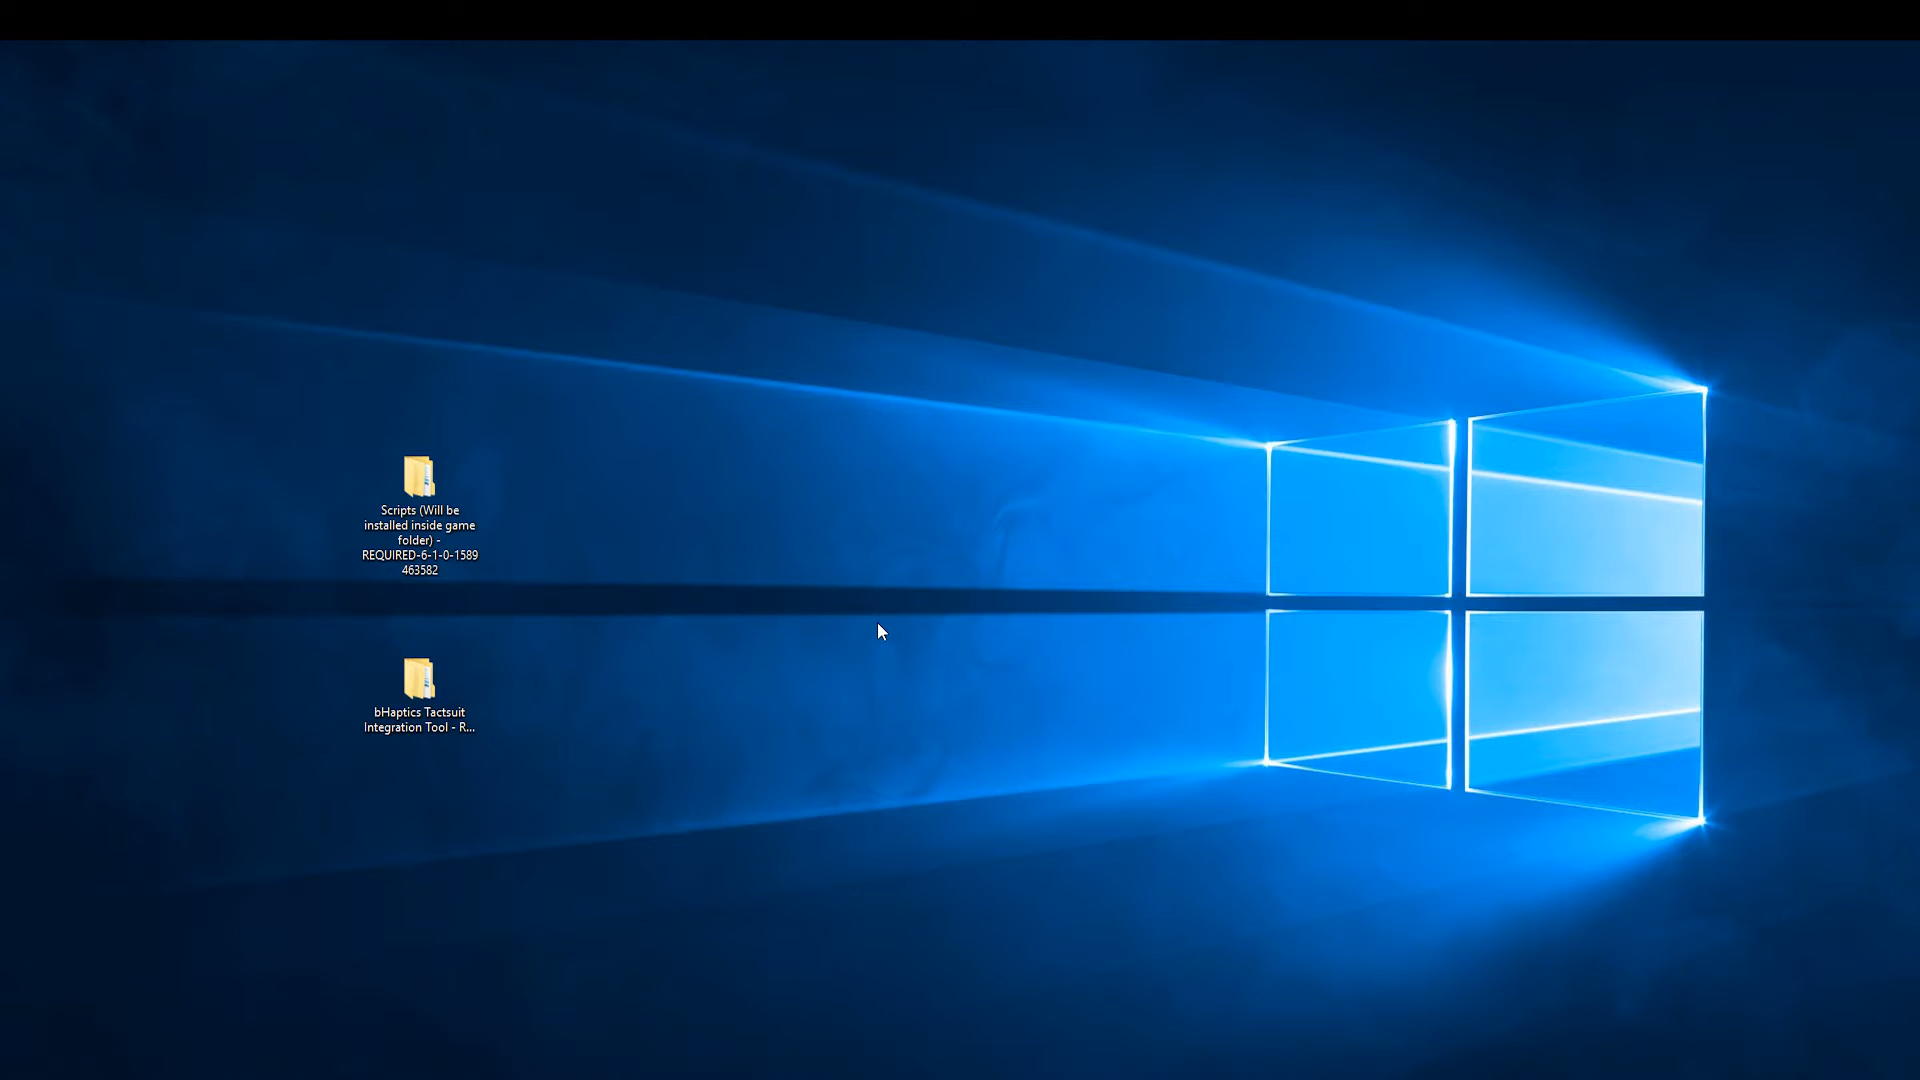 Scripts (Will be
installed inside game
folder) -
REQUIRED-6-1-0-1589
463582
bHaptics Tactsuit
Integration Tool - R...